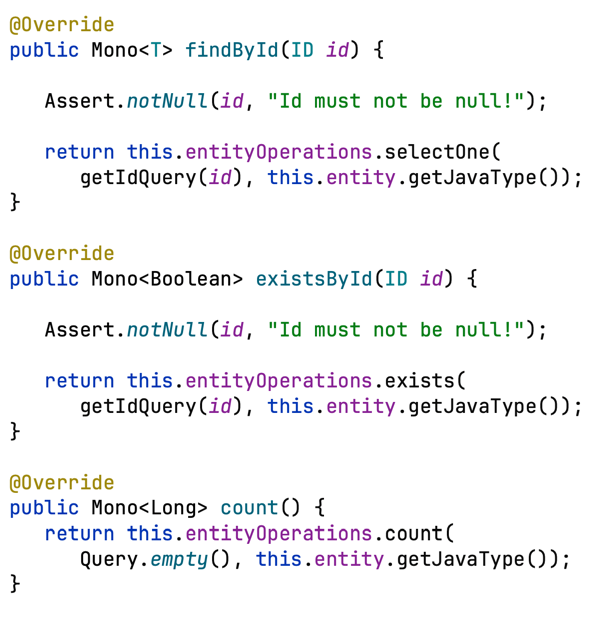 @Override
public Mono<T> findById(ID id) {
Assert.notNull(id, "Id must not be null!");
return this.entityOperations.selectOne(
getIdQuery(id), this.entity.getJavaType());
}
@Override
public Mono<Boolean> existsById(ID id) {
Assert.notNull(id, "Id must not be null!");
return this.entityOperations.exists(
getIdQuery(id), this.entity.getJavaType());
}
@Override
public Mono<Long> count() {
return this.entityOperations.count(
Query.empty(), this.entity.getJavaType());
}